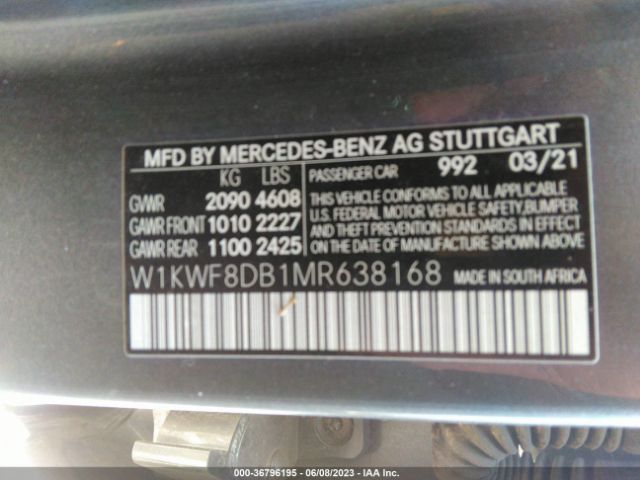 MFD BY MERCEDES-BENZ AG STUTTGART
KG LBS
GVWR 2090 4608
GAWR FRONT 1010 2227
GAWR REAR 1100 2425
PASSENGER CAR 992 03/21
THIS VEHICLE CONFORMS TO ALL APPLICABLE
U.S. FEDERAL MOTOR VEHICLE SAFETY, BUMPER
AND THEFT PREVENTION STANDARDS IN EFFECT
ON THE DATE OF MANUFACTURE SHOWN ABOVE
W1KWF8DB1MR638168 MADE IN SOUTH AFRICA
000-36796195 - 06/08/2023 - IAA Inc.